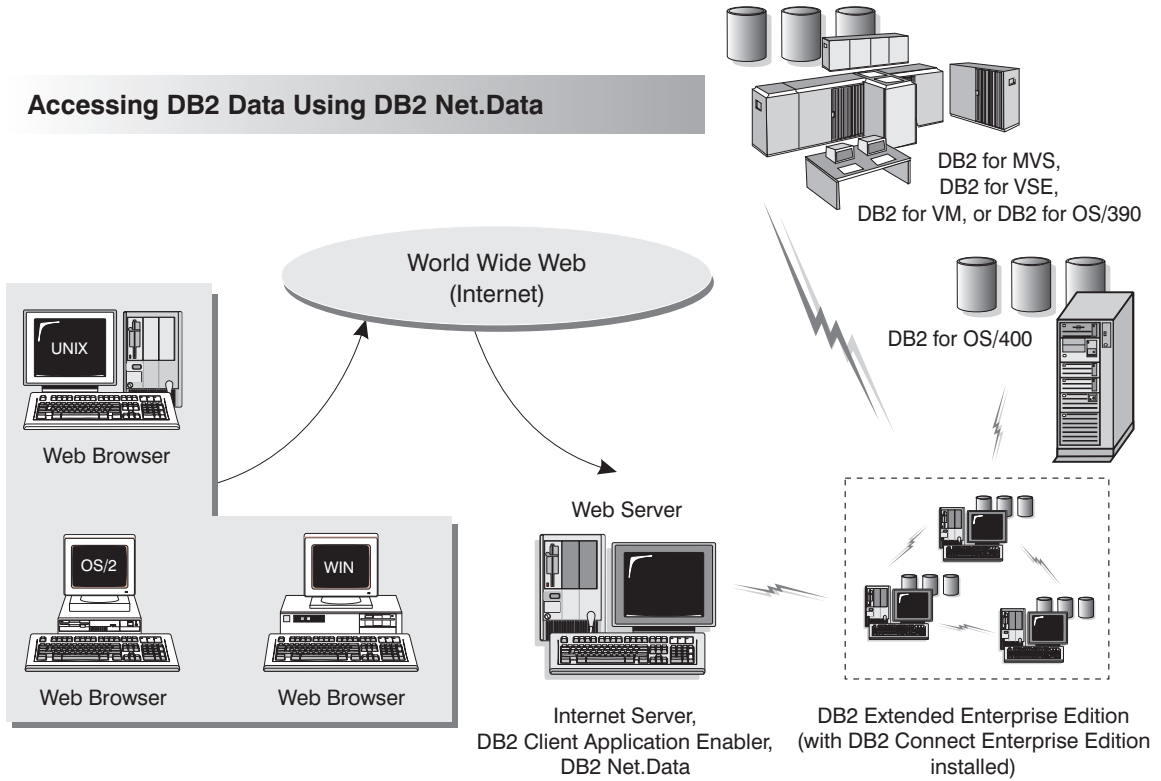 Accessing DB2 Data Using DB2 Net.Data
DB2 for MVS,
DB2 for VSE,
DB2 for VM, or DB2 for OS/390
World Wide Web
(Internet)
DB2 for OS/400
UNIX
Web Browser
OS/2
Web Browser
WIN
Web Browser
Web Server
Internet Server,
DB2 Client Application Enabler,
DB2 Net.Data
DB2 Extended Enterprise Edition
(with DB2 Connect Enterprise Edition
installed)